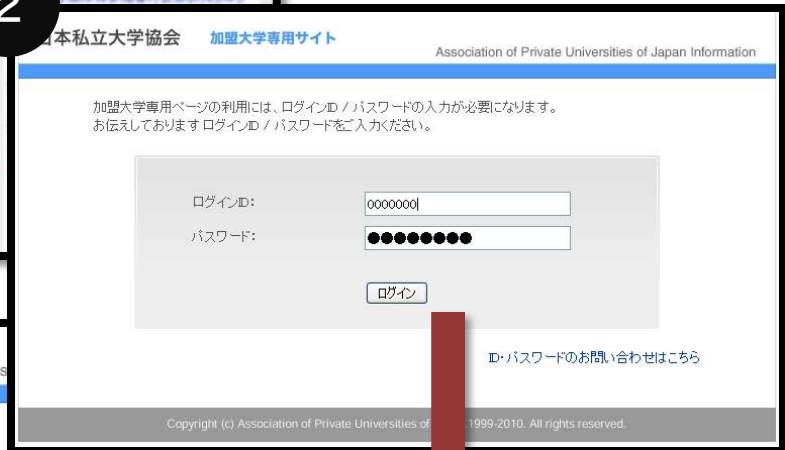 2
本私立大学協会 加盟大学専用サイト
Association of Private Universities of Japan Information
加盟大学専用ページの利用には、ログインID / パスワードの入力が必要になります。
お伝えしております ログインID / パスワードをご入力ください。
ログインID: 0000000
パスワード: ●●●●●●●●
ログイン
ID・パスワードのお問い合わせはこちら
Copyright (c) Association of Private Universities of 1999-2010. All rights reserved.